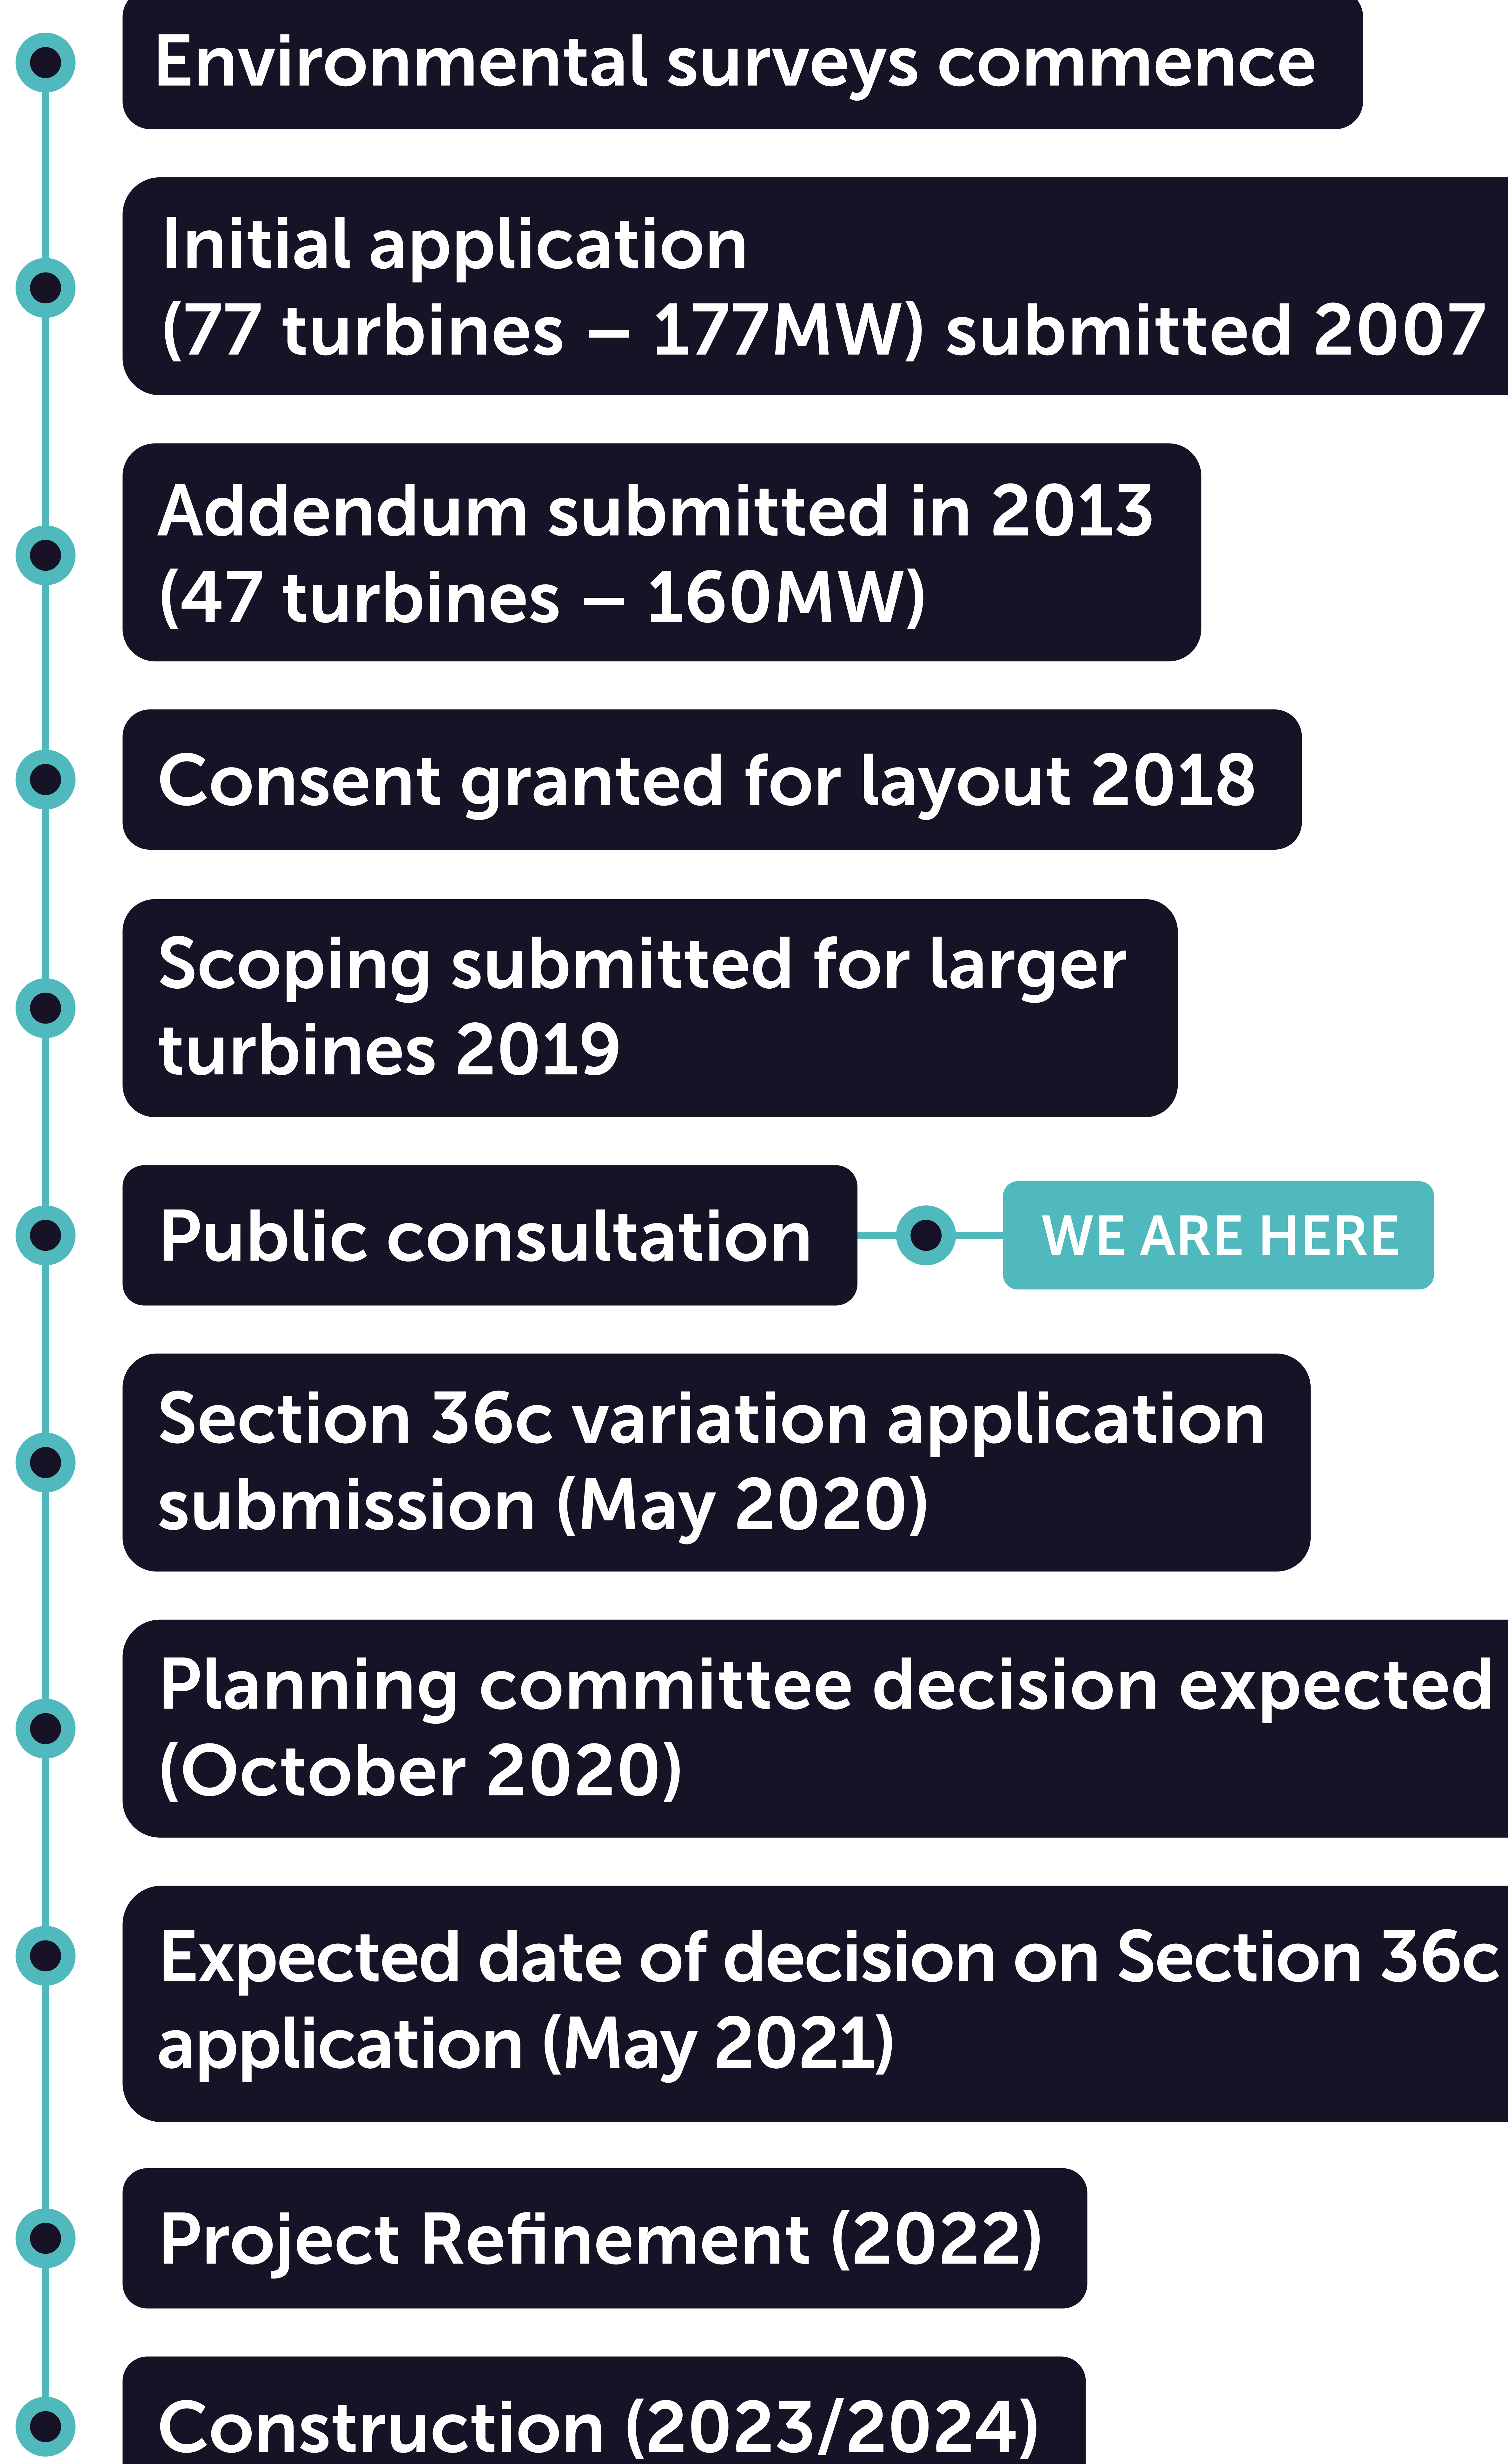 Environmental surveys commence
Initial application
(77 turbines – 177MW) submitted 2007
Addendum submitted in 2013
(47 turbines – 160MW)
Consent granted for layout 2018
Scoping submitted for larger
turbines 2019
Public consultation
WE ARE HERE
Section 36c variation application
submission (May 2020)
Planning committee decision expected
(October 2020)
Expected date of decision on Section 36c
application (May 2021)
Project Refinement (2022)
Construction (2023/2024)